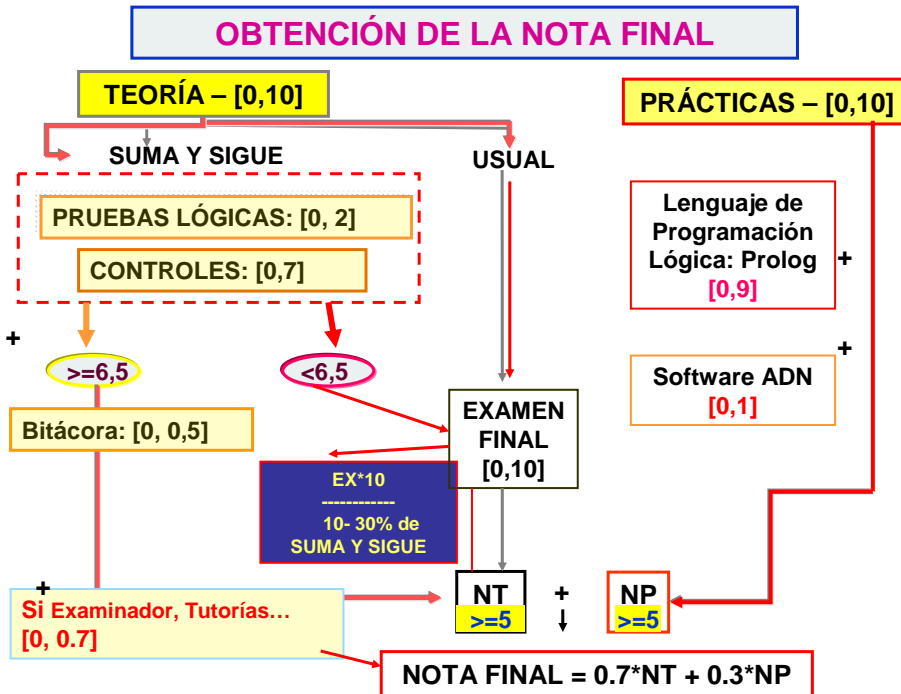 OBTENCIÓN DE LA NOTA FINAL
TEORÍA – [0,10]
PRÁCTICAS – [0,10]
SUMA Y SIGUE
USUAL
PRUEBAS LÓGICAS: [0, 2]
CONTROLES: [0,7]
Lenguaje de
Programación
Lógica: Prolog
[0,9]
+
+
>=6,5
<6,5
+
Software ADN
[0,1]
Bitácora: [0, 0,5]
EXAMEN
FINAL
[0,10]
EX*10
------------
10- 30% de
SUMA Y SIGUE
+
Si Examinador, Tutorías...
[0, 0.7]
NT
>=5
+
NP
>=5
NOTA FINAL = 0.7*NT + 0.3*NP